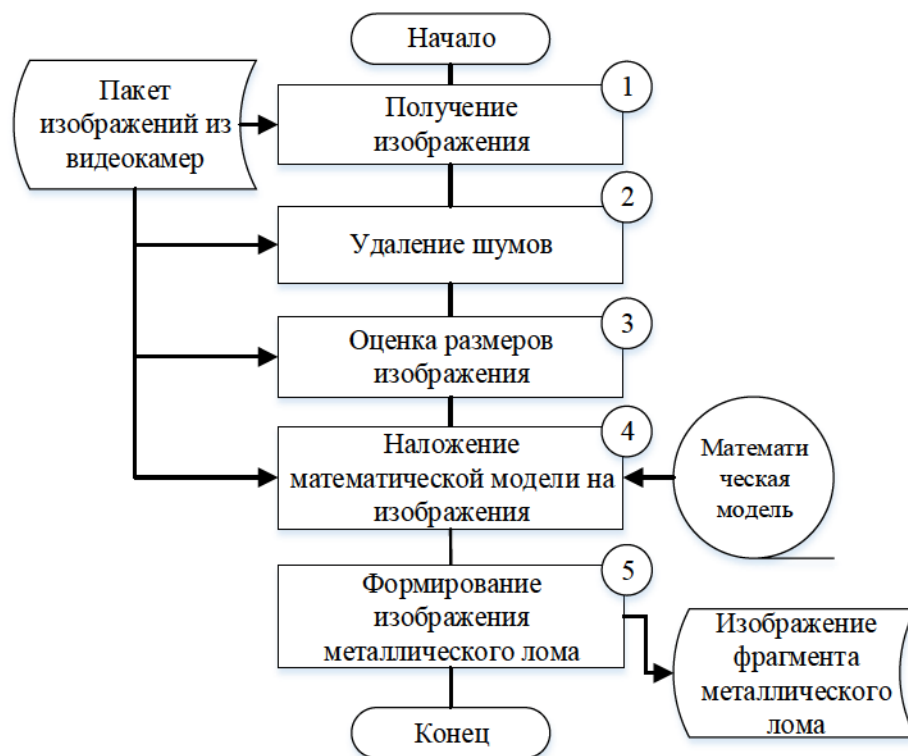 Начало
Пакет
изображений из
видеокамер
1
Получение
изображения
2
Удаление шумов
3
Оценка размеров
изображения
4
Наложение
математической модели на
изображения
Математи
ческая
модель
5
Формирование
изображения
металлического лома
Изображение
фрагмента
металлического
лома
Конец